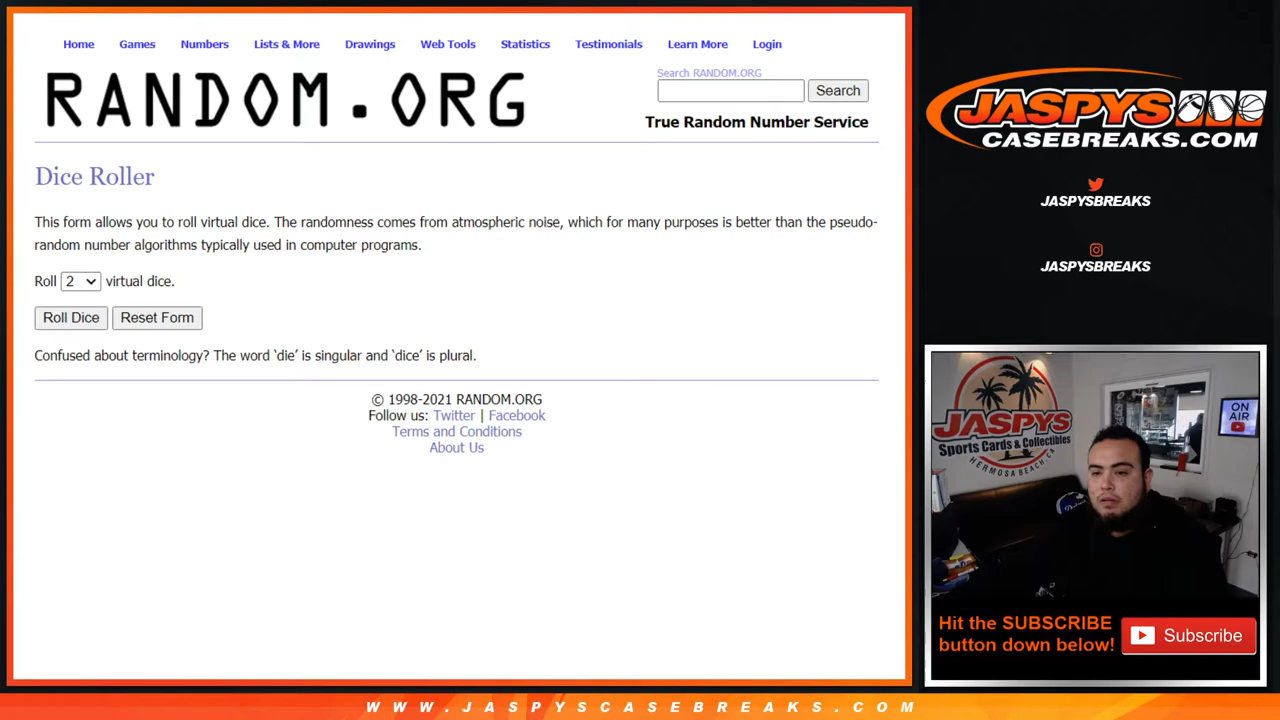 Home Games Numbers Lists & More Drawings Web Tools Statistics Testimonials Learn More Login
RANDOM.ORG
Search RANDOM.ORG
Search
True Random Number Service
Dice Roller
This form allows you to roll virtual dice. The randomness comes from atmospheric noise, which for many purposes is better than the pseudo-
random number algorithms typically used in computer programs.
Roll 2 virtual dice.
Roll Dice Reset Form
Confused about terminology? The word ‘die’ is singular and ‘dice’ is plural.
© 1998-2021 RANDOM.ORG
Follow us: Twitter | Facebook
Terms and Conditions
About Us
JASPYS
CASEBREAKS.COM
JASPYSBREAKS
JASPYSBREAKS
JASPYS
Sports Cards & Collectibles
HERMOSA BEACH, CA
ON
AIR
Hit the SUBSCRIBE
button down below!
Subscribe
WWW.JASPYSCASEBREAKS.COM